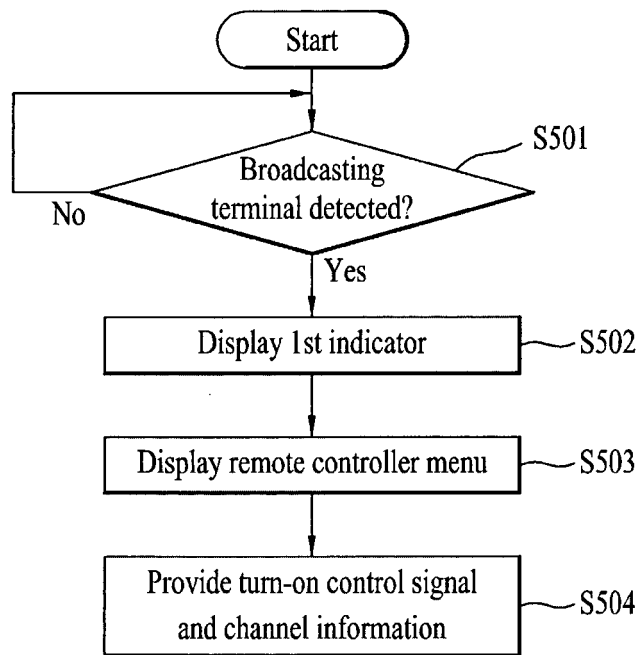 Start
S501
Broadcasting
terminal detected?
No
Yes
Display 1st indicator
S502
Display remote controller menu
S503
Provide turn-on control signal
and channel information
S504